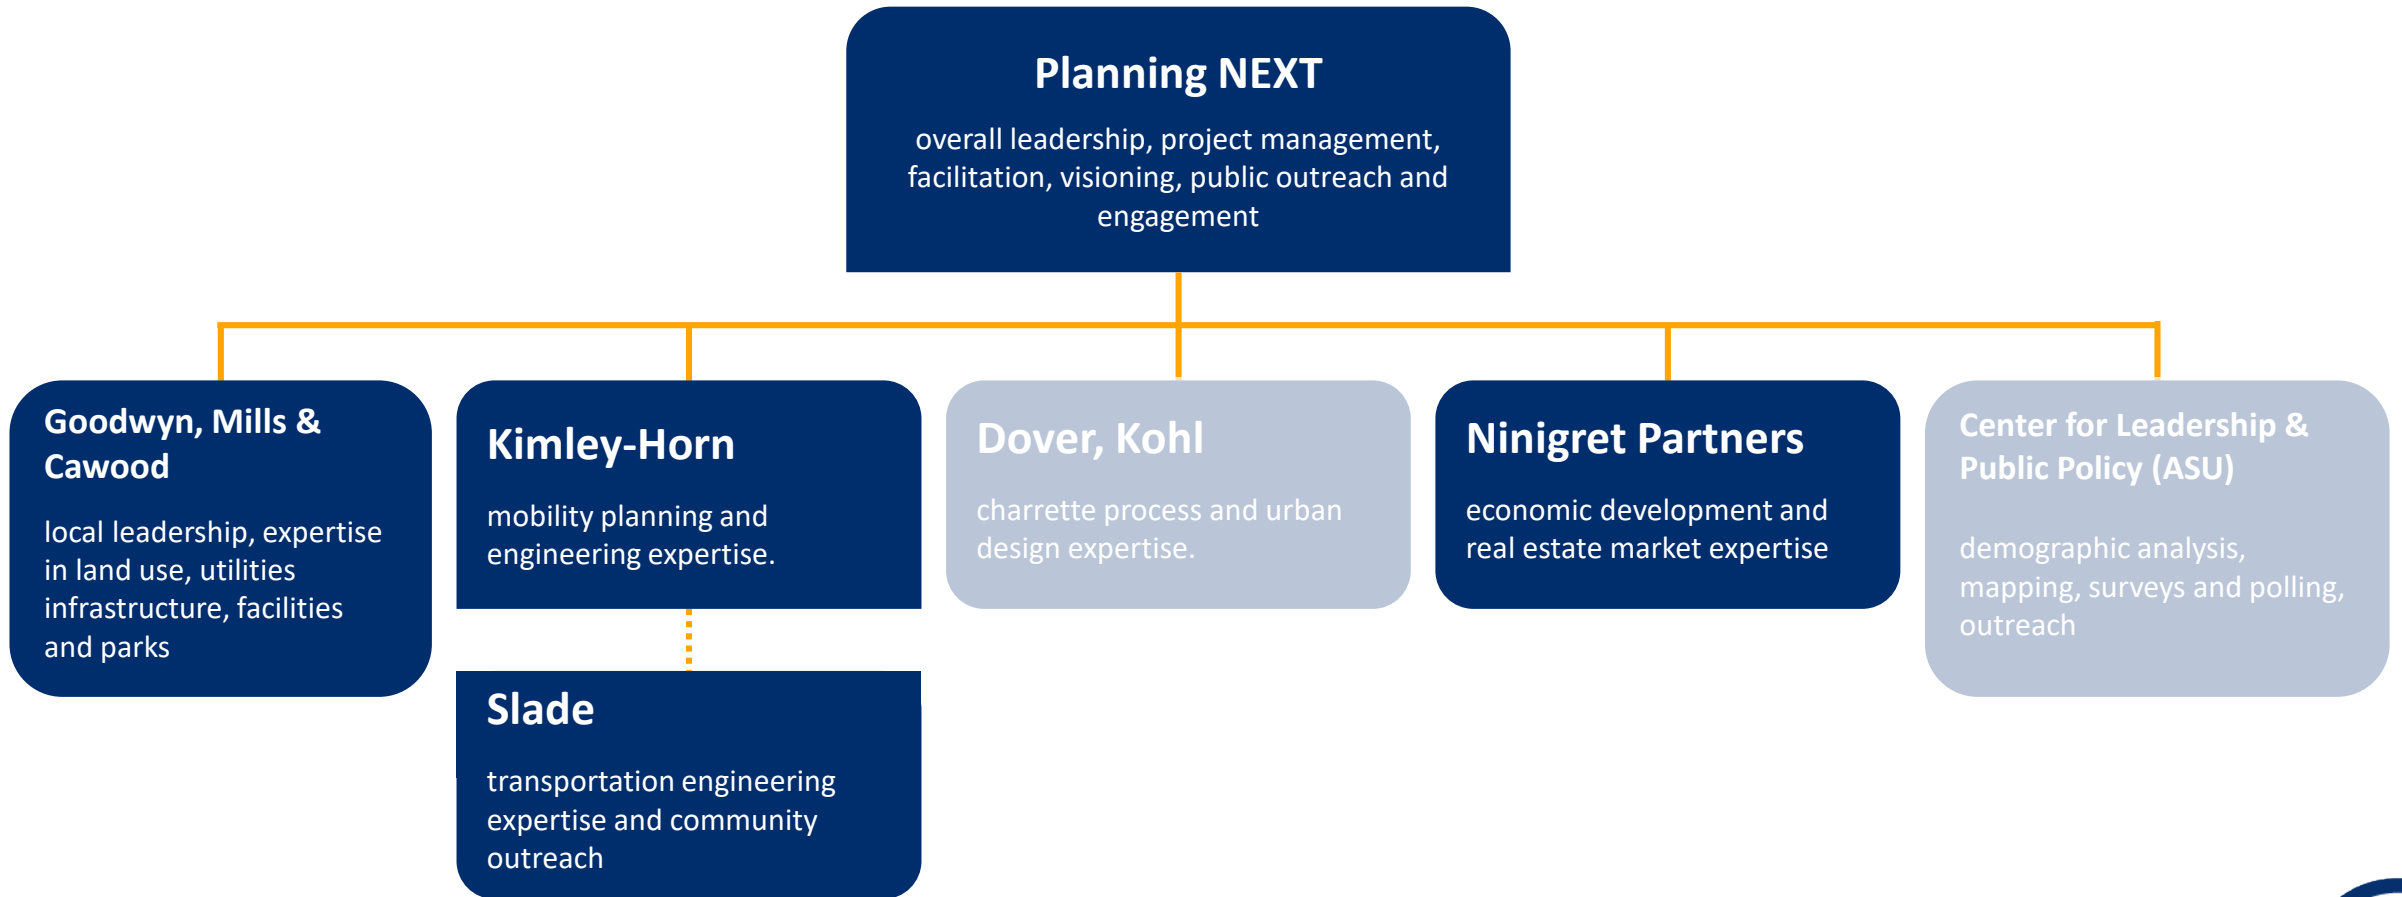 Planning NEXT
overall leadership, project management,
facilitation, visioning, public outreach and
engagement
Goodwyn, Mills &
Cawood
local leadership, expertise
in land use, utilities
infrastructure, facilities
and parks
Kimley-Horn
mobility planning and
engineering expertise.
Slade
transportation engineering
expertise and community
outreach
Dover, Kohl
charrette process and urban
design expertise.
Ninigret Partners
economic development and
real estate market expertise
Center for Leadership &
Public Policy (ASU)
demographic analysis,
mapping, surveys and polling,
outreach